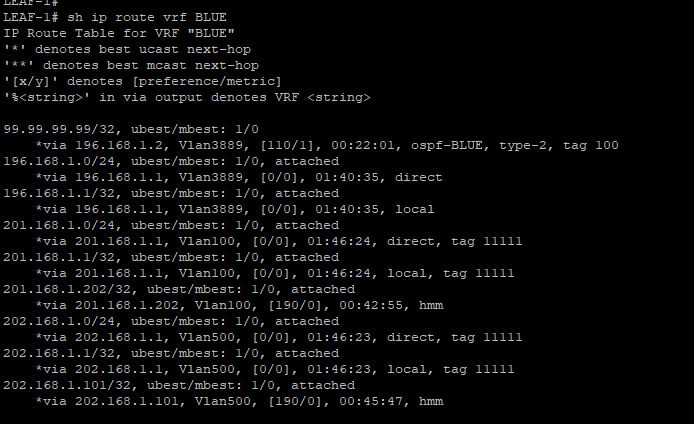 LEAF-1#
LEAF-1# sh ip route vrf BLUE
IP Route Table for VRF "BLUE"
'*' denotes best ucast next-hop
'**' denotes best mcast next-hop
'[x/y]' denotes [preference/metric]
'%<string>' in via output denotes VRF <string>

99.99.99.99/32, ubest/mbest: 1/0
    *via 196.168.1.2, Vlan3889, [110/1], 00:22:01, ospf-BLUE, type-2, tag 100
196.168.1.0/24, ubest/mbest: 1/0, attached
    *via 196.168.1.1, Vlan3889, [0/0], 01:40:35, direct
196.168.1.1/32, ubest/mbest: 1/0, attached
    *via 196.168.1.1, Vlan3889, [0/0], 01:40:35, local
201.168.1.0/24, ubest/mbest: 1/0, attached
    *via 201.168.1.1, Vlan100, [0/0], 01:46:24, direct, tag 11111
201.168.1.1/32, ubest/mbest: 1/0, attached
    *via 201.168.1.1, Vlan100, [0/0], 01:46:24, local, tag 11111
201.168.1.202/32, ubest/mbest: 1/0, attached
    *via 201.168.1.202, Vlan100, [190/0], 00:42:55, hmm
202.168.1.0/24, ubest/mbest: 1/0, attached
    *via 202.168.1.1, Vlan500, [0/0], 01:46:23, direct, tag 11111
202.168.1.1/32, ubest/mbest: 1/0, attached
    *via 202.168.1.1, Vlan500, [0/0], 01:46:23, local, tag 11111
202.168.1.101/32, ubest/mbest: 1/0, attached
    *via 202.168.1.101, Vlan500, [190/0], 00:45:47, hmm